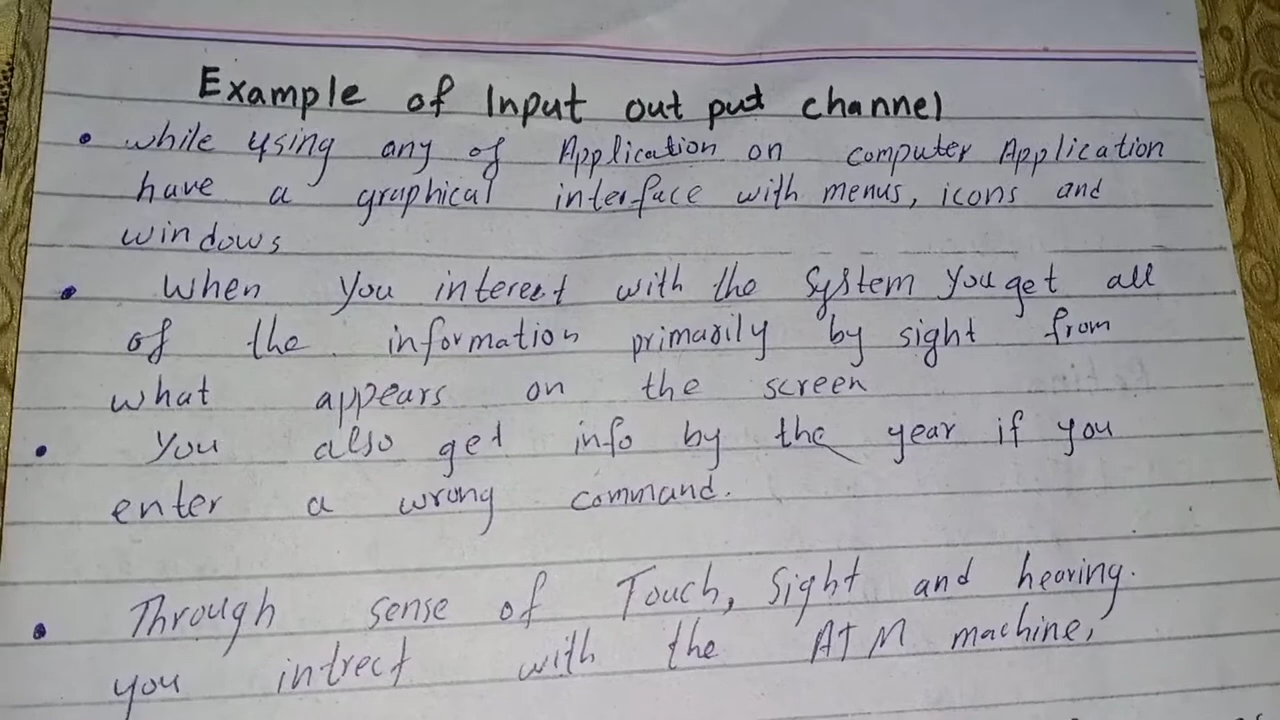 Example of Input out put channel
• while using any of Application on computer Application
have a graphical interface with menus, icons and
windows
• When you interect with the System you get all
of the information primarily by sight from
what appears on the screen
• You also get info by the year if you
enter a wrong command.
• Through sense of Touch, Sight and hearing.
you intrect with the ATM machine,